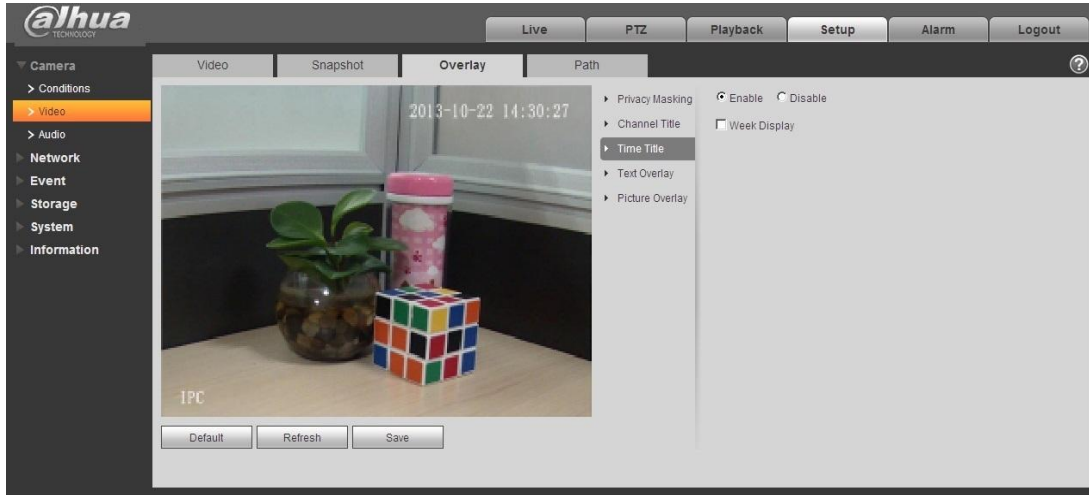 alhua
TECHNOLOGY
Live
PTZ
Playback
Setup
Alarm
Logout
Camera
> Conditions
> Video
> Audio
Network
Event
Storage
System
Information
Video
Snapshot
Overlay
Path
?
2013-10-22 14:30:27
IPC
Privacy Masking
Channel Title
Time Title
Text Overlay
Picture Overlay
Enable Disable
Week Display
Default
Refresh
Save